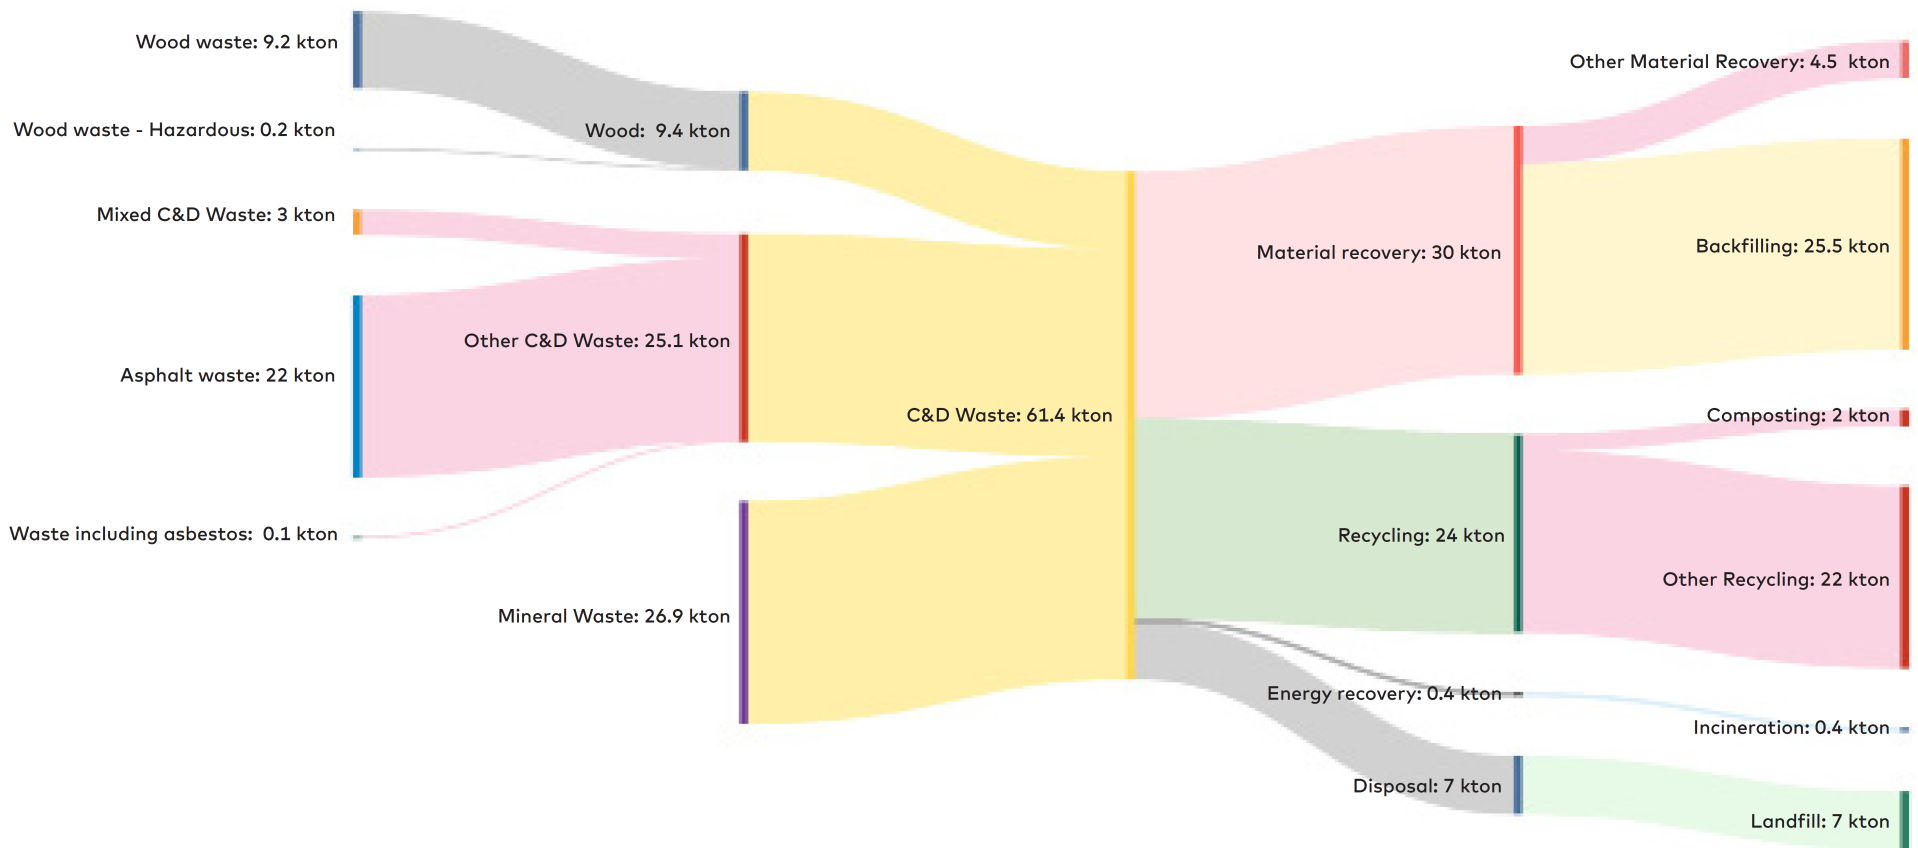 Wood waste: 9.2 kton
Wood waste - Hazardous: 0.2 kton
Mixed C&D Waste: 3 kton
Asphalt waste: 22 kton
Waste including asbestos: 0.1 kton
Wood: 9.4 kton
Other C&D Waste: 25.1 kton
Mineral Waste: 26.9 kton
C&D Waste: 61.4 kton
Material recovery: 30 kton
Recycling: 24 kton
Energy recovery: 0.4 kton
Disposal: 7 kton
Other Material Recovery: 4.5 kton
Backfilling: 25.5 kton
Composting: 2 kton
Other Recycling: 22 kton
Incineration: 0.4 kton
Landfill: 7 kton